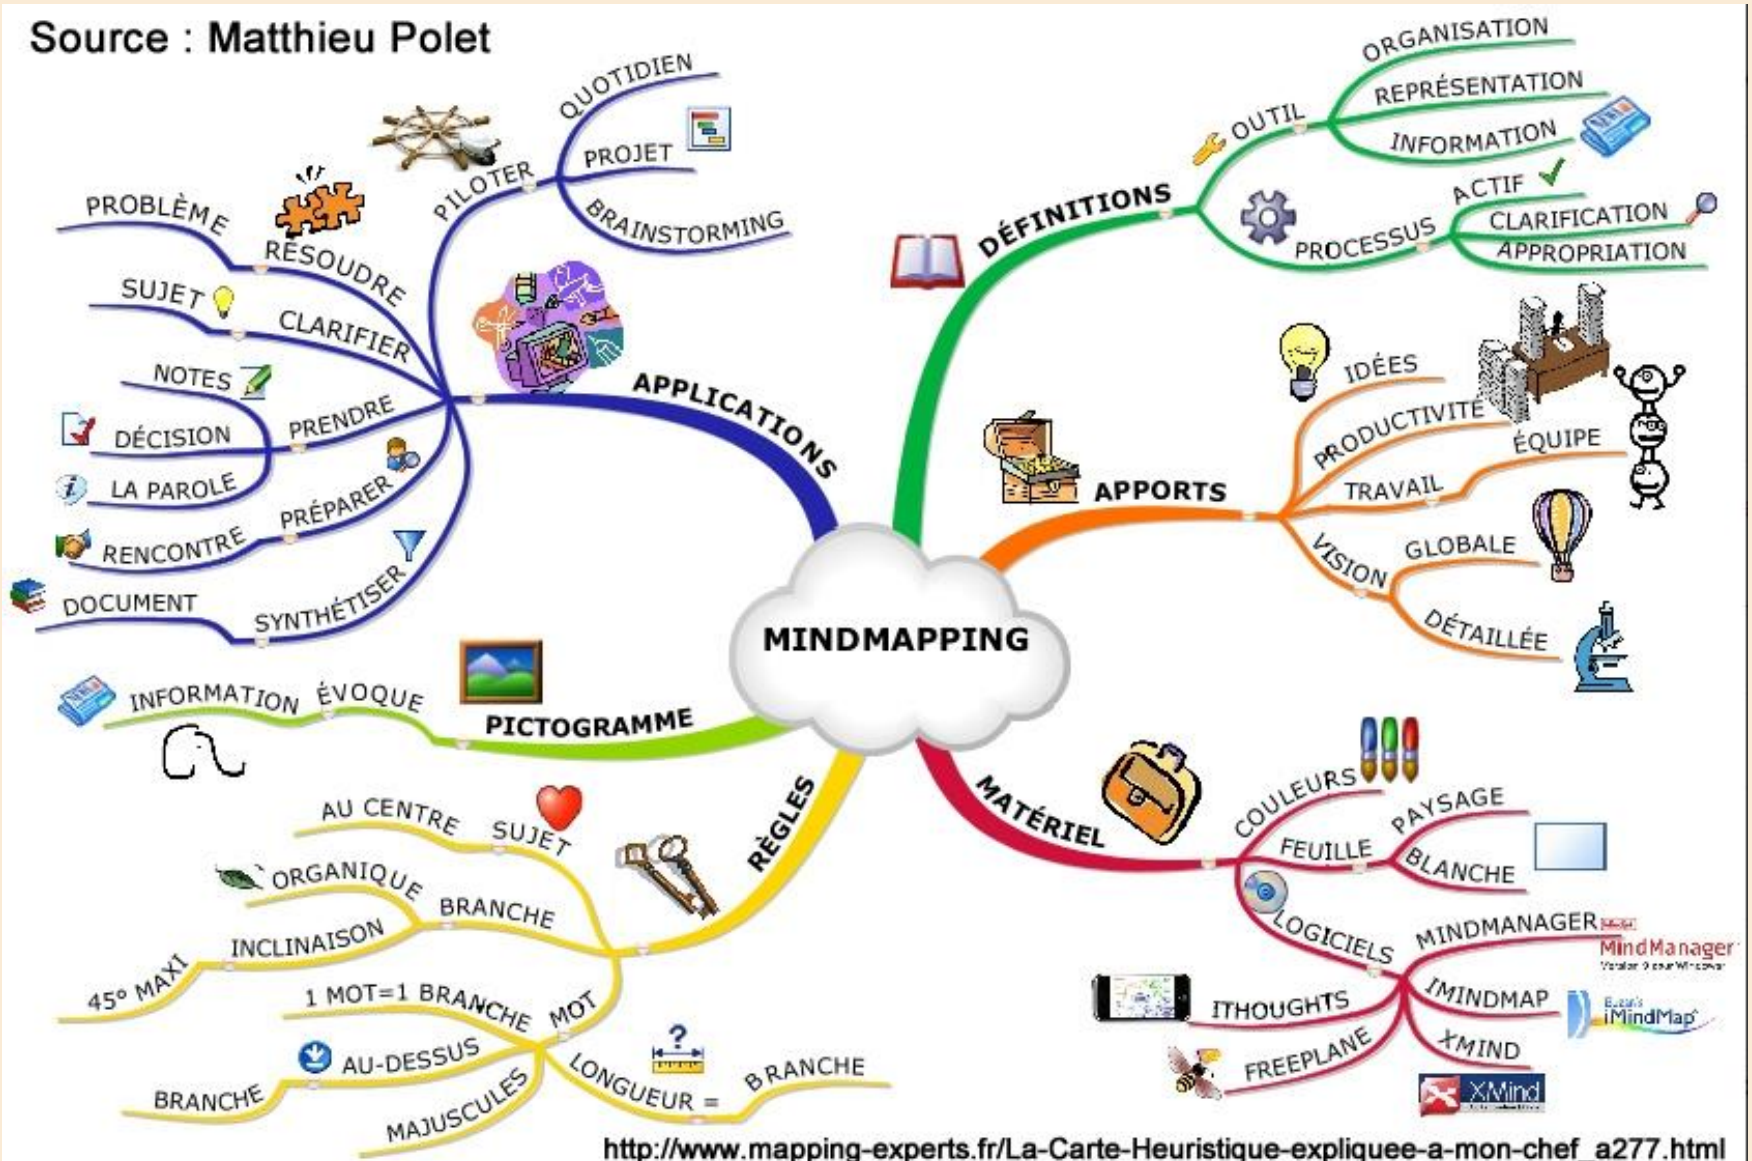 Source : Matthieu Polet
MINDMAPPING
DÉFINITIONS
OUTIL
ORGANISATION
REPRÉSENTATION
INFORMATION
PROCESSUS
ACTIF
CLARIFICATION
APPROPRIATION
APPORTS
IDÉES
PRODUCTIVITÉ
TRAVAIL
ÉQUIPE
VISION
GLOBALE
DÉTAILLÉE
MATÉRIEL
COULEURS
FEUILLE
PAYSAGE
BLANCHE
LOGICIELS
MINDMANAGER
MindManager
IMINDMAP
iMindMap
XMIND
XMind
ITHOUGHTS
FREEPLANE
RÈGLES
SUJET
AU CENTRE
BRANCHE
ORGANIQUE
INCLINAISON
45° MAXI
MOT
1 MOT=1 BRANCHE
AU-DESSUS
BRANCHE
MAJUSCULES
LONGUEUR =
BRANCHE
?
PICTOGRAMME
ÉVOQUE
INFORMATION
APPLICATIONS
PILOTER
QUOTIDIEN
PROJET
BRAINSTORMING
RÉSOUDRE
PROBLÈME
CLARIFIER
SUJET
PRENDRE
NOTES
DÉCISION
LA PAROLE
PRÉPARER
RENCONTRE
SYNTHÉTISER
DOCUMENT
http://www.mapping-experts.fr/La-Carte-Heuristique-expliquee-a-mon-chef_a277.html